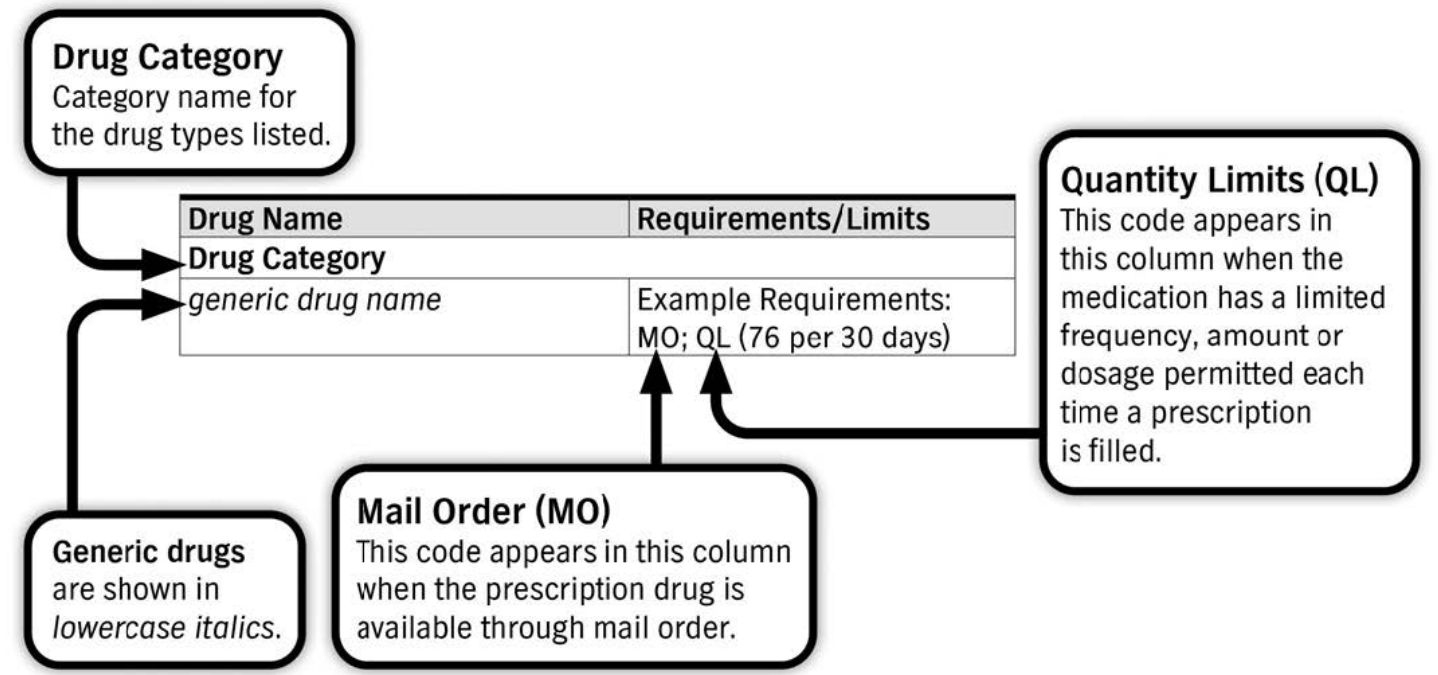 Drug Category
Category name for
the drug types listed.
Drug Name Requirements/Limits
Drug Category
generic drug name Example Requirements:
MO; QL (76 per 30 days)
Quantity Limits (QL)
This code appears in
this column when the
medication has a limited
frequency, amount or
dosage permitted each
time a prescription
is filled.
Generic drugs
are shown in
lowercase italics.
Mail Order (MO)
This code appears in this column
when the prescription drug is
available through mail order.